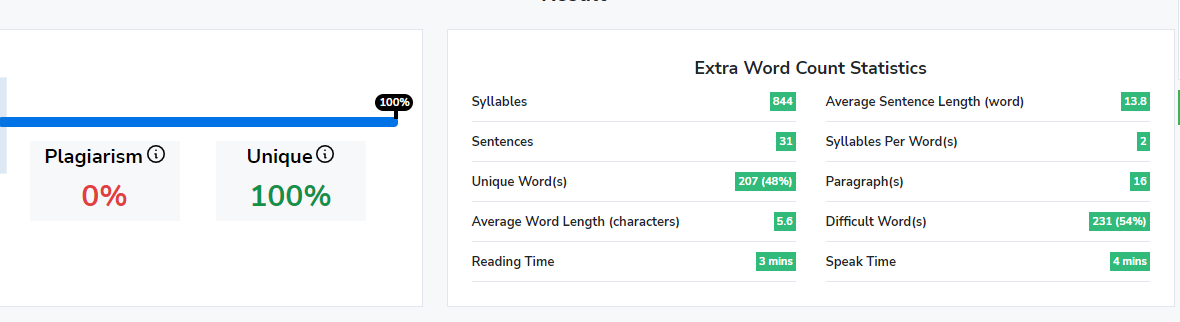 100%
Plagiarism
Unique
0%
100%
Extra Word Count Statistics
Syllables 844
Average Sentence Length (word) 13.8
Sentences 31
Syllables Per Word(s) 2
Unique Word(s) 207 (48%)
Paragraph(s) 16
Average Word Length (characters) 5.6
Difficult Word(s) 231 (54%)
Reading Time 3 mins
Speak Time 4 mins